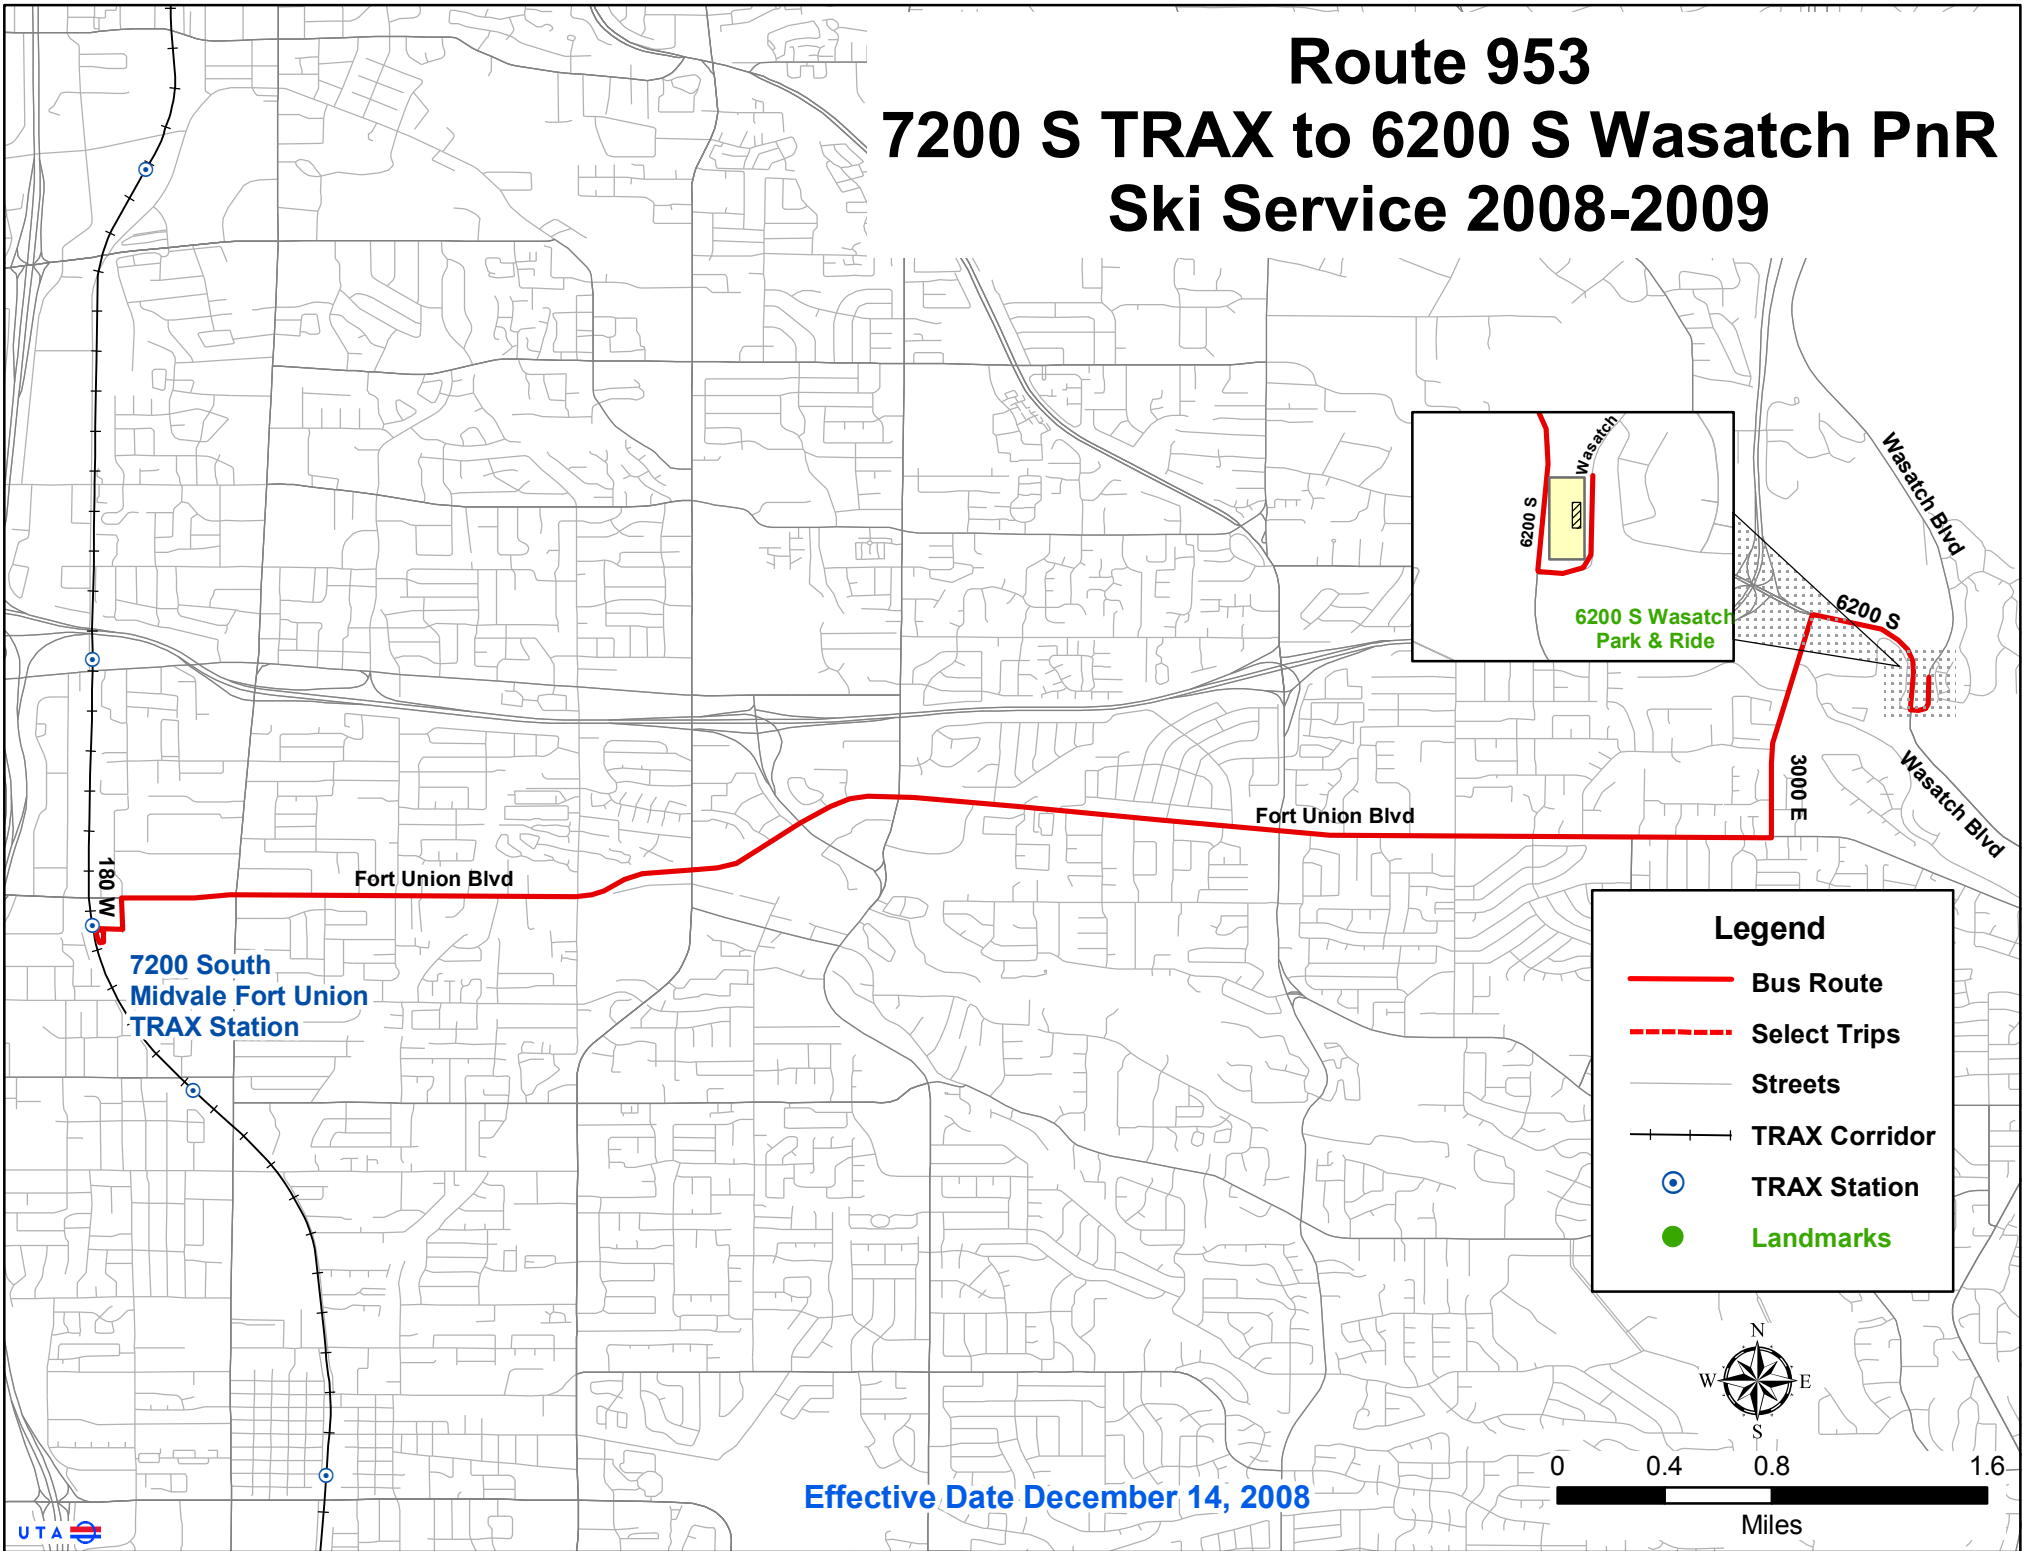 Route 953
7200 S TRAX to 6200 S Wasatch PnR
Ski Service 2008-2009
Wasatch
6200 S
6200 S Wasatch
Park & Ride
Wasatch Blvd
6200 S
3000 E
Wasatch Blvd
Fort Union Blvd
Fort Union Blvd
180 W
7200 South
Midvale Fort Union
TRAX Station
Legend
Bus Route
Select Trips
Streets
TRAX Corridor
TRAX Station
Landmarks
N
W E
S
0 0.4 0.8 1.6
Miles
Effective Date December 14, 2008
UTA